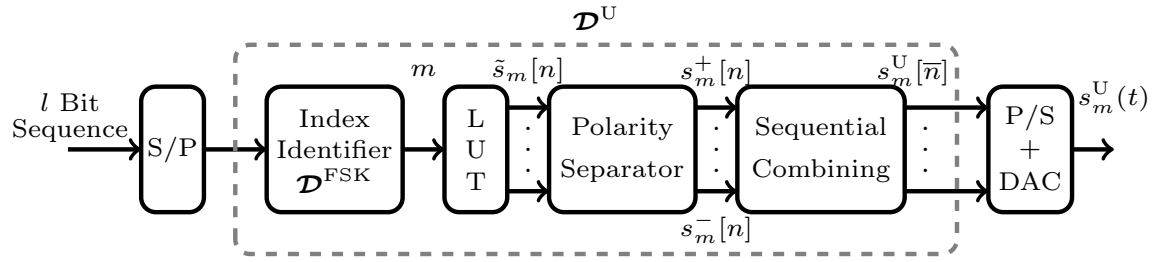 𝓓^U
l Bit
Sequence
S/P
Index
Identifier
𝓓^FSK
m
L
U
T
s̃_m[n]
Polarity
Separator
s_m^+[n]
s_m^−[n]
Sequential
Combining
s_m^U[n̅]
P/S
+
DAC
s_m^U(t)